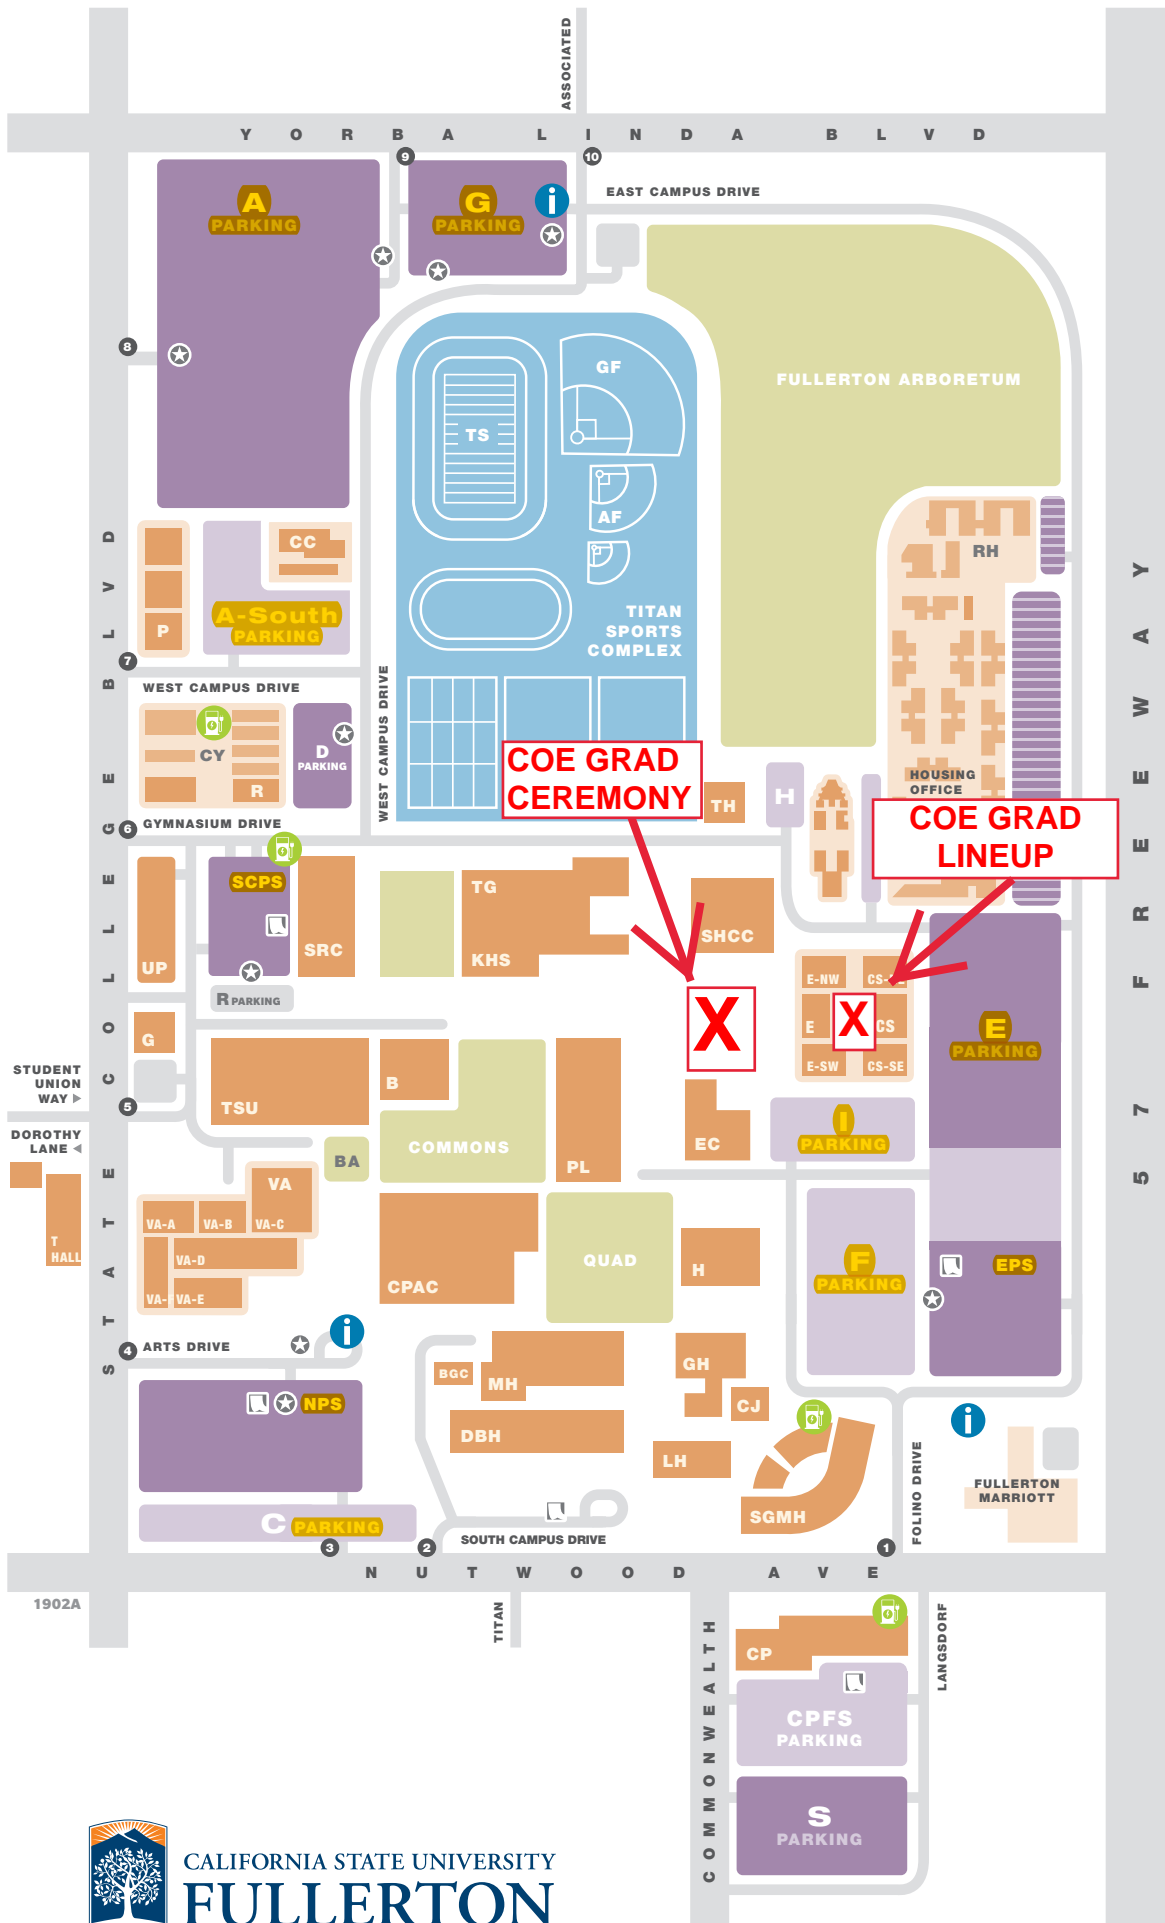 ASSOCIATED
YORBA LINDA BLVD
9
10
EAST CAMPUS DRIVE
A
PARKING
G
PARKING
i
8
GF
TS
FULLERTON ARBORETUM
AF
CC
RH
P
A-South
PARKING
TITAN
SPORTS
COMPLEX
7
WEST CAMPUS DRIVE
WEST CAMPUS DRIVE
CY
D
PARKING
R
HOUSING
OFFICE
COE GRAD
CEREMONY
TH
H
COE GRAD
LINEUP
6
GYMNASIUM DRIVE
STATE COLLEGE BLVD
57 FREEWAY
SCPS
TG
UP
SRC
KHS
SHCC
R PARKING
E-NW
X
X
E
CS
E-SW
CS-SE
E
PARKING
G
STUDENT
UNION
WAY
5
DOROTHY
LANE
TSU
B
COMMONS
BA
PL
EC
I
PARKING
VA
VA-A
VA-B
VA-C
VA-D
VA-E
T
HALL
CPAC
QUAD
H
F
PARKING
EPS
4
ARTS DRIVE
i
BGC
MH
GH
CJ
NPS
DBH
LH
SGMH
i
FULLERTON
MARRIOTT
FOLINO DRIVE
C PARKING
3
2
SOUTH CAMPUS DRIVE
1
NUTWOOD AVE
1902A
TITAN
COMMONWEALTH
LANGSDORF
CP
CPFS
PARKING
S
PARKING
CALIFORNIA STATE UNIVERSITY
FULLERTON